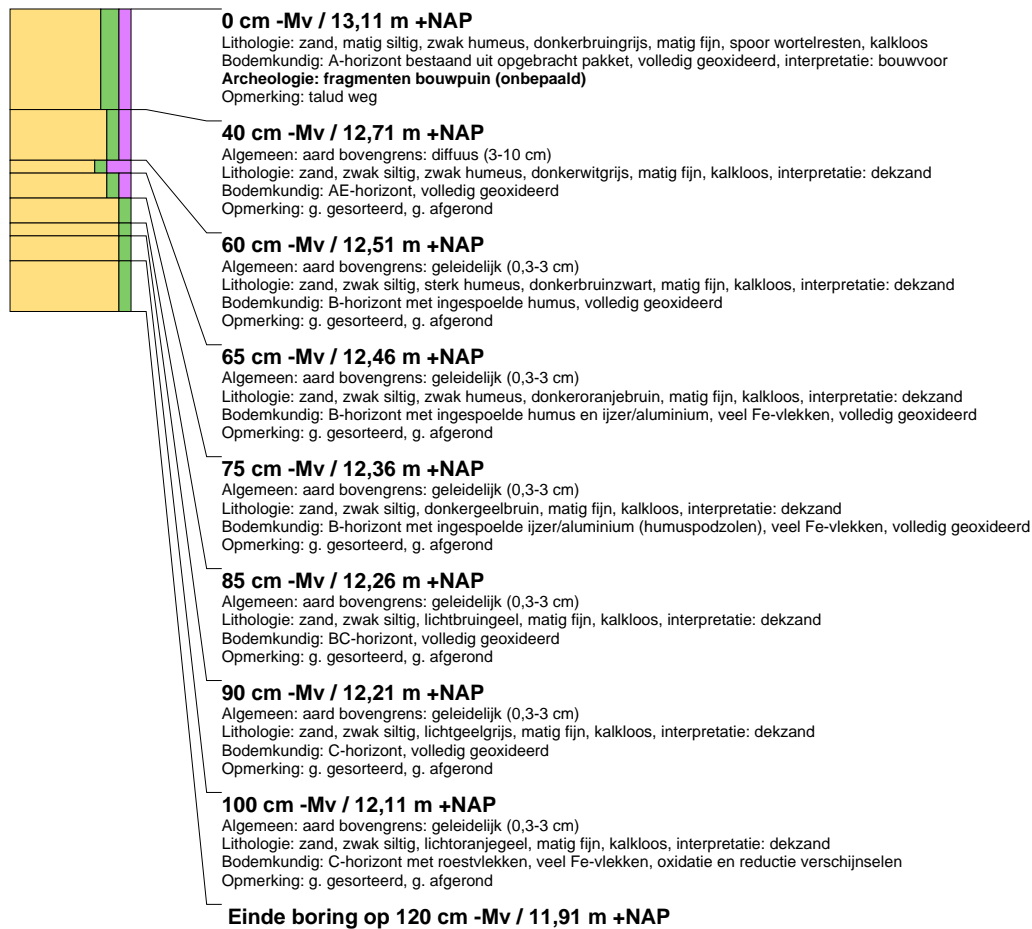 0 cm -Mv / 13,11 m +NAP
Lithologie: zand, matig siltig, zwak humeus, donkerbruingrijs, matig fijn, spoor wortelresten, kalkloos
Bodemkundig: A-horizont bestaand uit opgebracht pakket, volledig geoxideerd, interpretatie: bouwvoor
Archeologie: fragmenten bouwpuin (onbepaald)
Opmerking: talud weg
40 cm -Mv / 12,71 m +NAP
Algemeen: aard bovengrens: diffuus (3-10 cm)
Lithologie: zand, zwak siltig, zwak humeus, donkerwitgrijs, matig fijn, kalkloos, interpretatie: dekzand
Bodemkundig: AE-horizont, volledig geoxideerd
Opmerking: g. gesorteerd, g. afgerond
60 cm -Mv / 12,51 m +NAP
Algemeen: aard bovengrens: geleidelijk (0,3-3 cm)
Lithologie: zand, zwak siltig, sterk humeus, donkerbruinzwart, matig fijn, kalkloos, interpretatie: dekzand
Bodemkundig: B-horizont met ingespoelde humus, volledig geoxideerd
Opmerking: g. gesorteerd, g. afgerond
65 cm -Mv / 12,46 m +NAP
Algemeen: aard bovengrens: geleidelijk (0,3-3 cm)
Lithologie: zand, zwak siltig, zwak humeus, donkeroranjebruin, matig fijn, kalkloos, interpretatie: dekzand
Bodemkundig: B-horizont met ingespoelde humus en ijzer/aluminium, veel Fe-vlekken, volledig geoxideerd
Opmerking: g. gesorteerd, g. afgerond
75 cm -Mv / 12,36 m +NAP
Algemeen: aard bovengrens: geleidelijk (0,3-3 cm)
Lithologie: zand, zwak siltig, donkergeelbruin, matig fijn, kalkloos, interpretatie: dekzand
Bodemkundig: B-horizont met ingespoelde ijzer/aluminium (humuspodzolen), veel Fe-vlekken, volledig geoxideerd
Opmerking: g. gesorteerd, g. afgerond
85 cm -Mv / 12,26 m +NAP
Algemeen: aard bovengrens: geleidelijk (0,3-3 cm)
Lithologie: zand, zwak siltig, lichtbruingeel, matig fijn, kalkloos, interpretatie: dekzand
Bodemkundig: BC-horizont, volledig geoxideerd
Opmerking: g. gesorteerd, g. afgerond
90 cm -Mv / 12,21 m +NAP
Algemeen: aard bovengrens: geleidelijk (0,3-3 cm)
Lithologie: zand, zwak siltig, lichtgeelgrijs, matig fijn, kalkloos, interpretatie: dekzand
Bodemkundig: C-horizont, volledig geoxideerd
Opmerking: g. gesorteerd, g. afgerond
100 cm -Mv / 12,11 m +NAP
Algemeen: aard bovengrens: geleidelijk (0,3-3 cm)
Lithologie: zand, zwak siltig, lichtoranjegeel, matig fijn, kalkloos, interpretatie: dekzand
Bodemkundig: C-horizont met roestvlekken, veel Fe-vlekken, oxidatie en reductie verschijnselen
Opmerking: g. gesorteerd, g. afgerond
Einde boring op 120 cm -Mv / 11,91 m +NAP